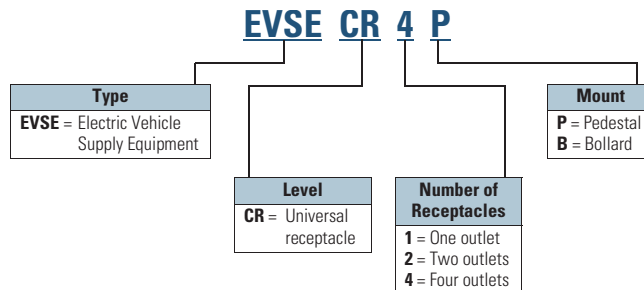 EVSE CR 4 P
Type
EVSE = Electric Vehicle
Supply Equipment
Level
CR = Universal
receptacle
Number of
Receptacles
1 = One outlet
2 = Two outlets
4 = Four outlets
Mount
P = Pedestal
B = Bollard